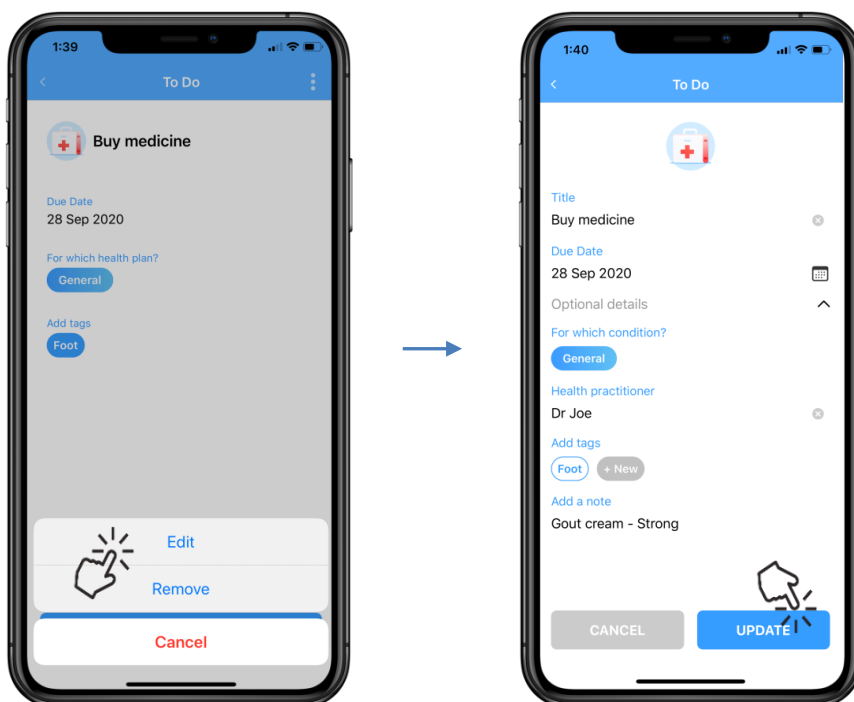 1:39
To Do
Buy medicine
Due Date
28 Sep 2020
For which health plan?
General
Add tags
Foot
Edit
Remove
Cancel
1:40
To Do
Title
Buy medicine
Due Date
28 Sep 2020
Optional details
For which condition?
General
Health practitioner
Dr Joe
Add tags
Foot + New
Add a note
Gout cream - Strong
CANCEL UPDATE